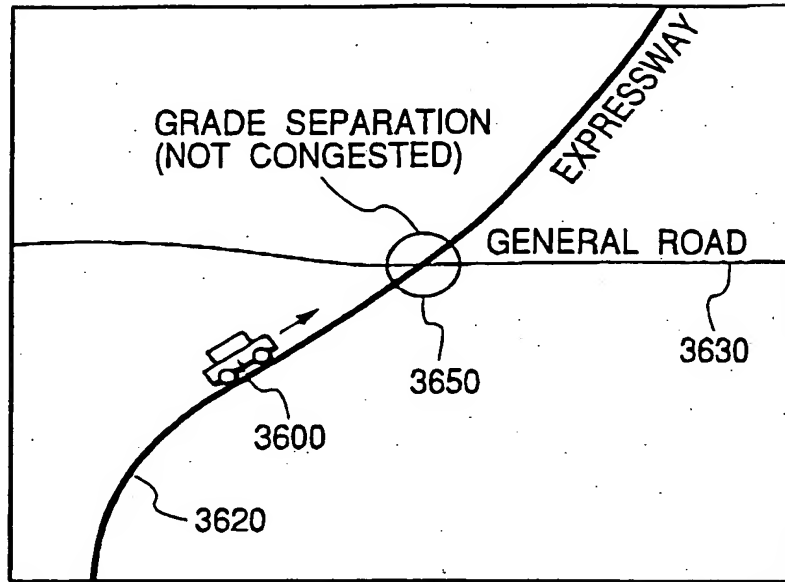 EXPRESSWAY
GRADE SEPARATION
(NOT CONGESTED)
GENERAL ROAD
3630
3650
3600
3620